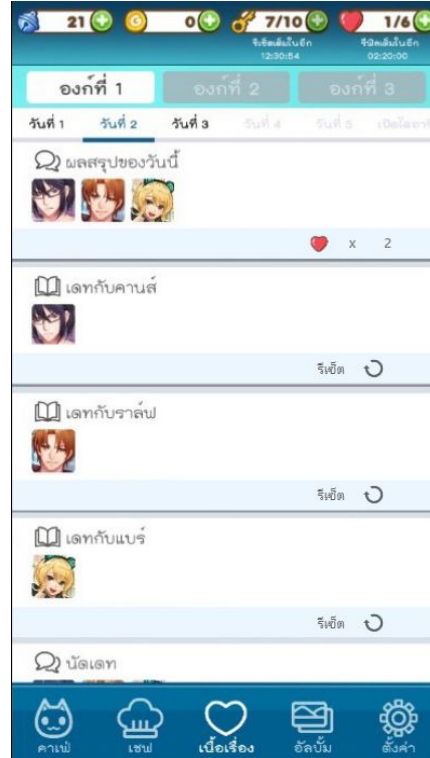 21 0 7/10 1/6
รีเซ็ตเต็มในอีก รีเซ็ตเต็มในอีก
12:30:54 02:20:00
องก์ที่ 1 องก์ที่ 2 องก์ที่ 3
วันที่ 1 วันที่ 2 วันที่ 3 วันที่ 4 วันที่ 5
ผลสรุปของวันนี้
x 2
เดทกับคานส์
รีเซ็ต
เดทกับราล์ฟ
รีเซ็ต
เดทกับแบร์
รีเซ็ต
นัดเดท
คาเฟ่ เชฟ เนื้อเรื่อง อัลบั้ม ตั้งค่า